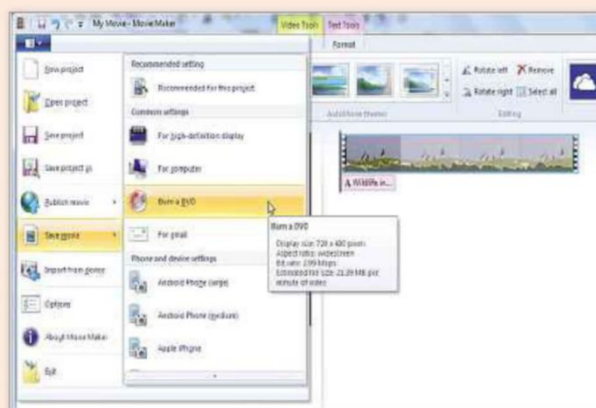 My Movie - Movie Maker
Video Tools
Text Tools
Format
New project
Open project
Save project
Save project as
Publish movie
Save movie
Import from device
Options
About Movie Maker
Exit
Recommended setting
Recommended for this project
Common settings
For high-definition display
For computer
Burn a DVD
For email
Phone and device settings
Android Phone (large)
Android Phone (medium)
Apple iPhone
Burn a DVD
Display size: 720 x 480 pixels
Aspect ratio: widescreen
Bit rate: 2.99 Mbps
Estimated file size: 21.39 MB per
minute of video
AutoMovie themes
Rotate left
Remove
Rotate right
Select all
Editing
A Wildlife in...